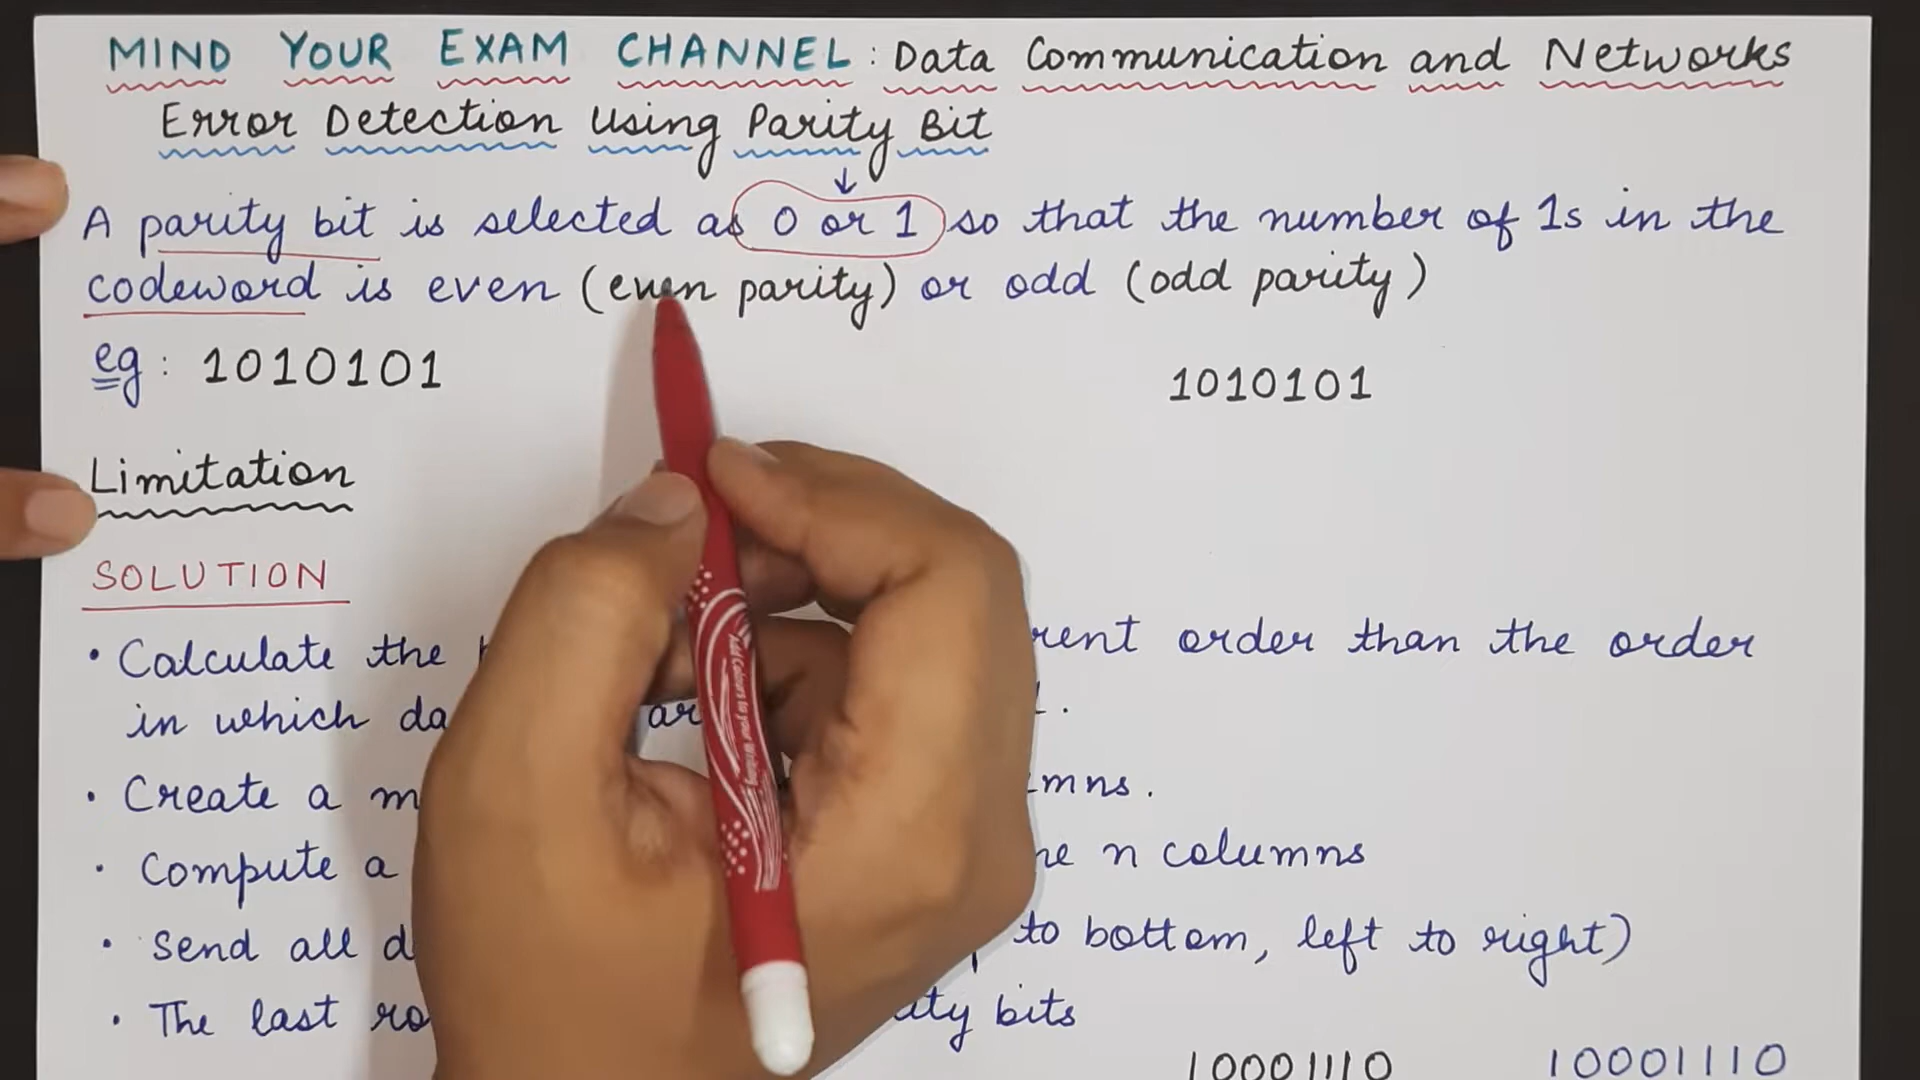 MIND YOUR EXAM CHANNEL : Data Communication and Networks
Error Detection Using Parity Bit
A parity bit is selected as 0 or 1 so that the number of 1s in the
codeword is even (even parity) or odd (odd parity)
eg : 1010101 1010101
Limitation
SOLUTION
• Calculate the order than the order
in which
• Create a
• Compute a n columns
• Send all to bottom, left to right)
• The last bits
10001110 10001110